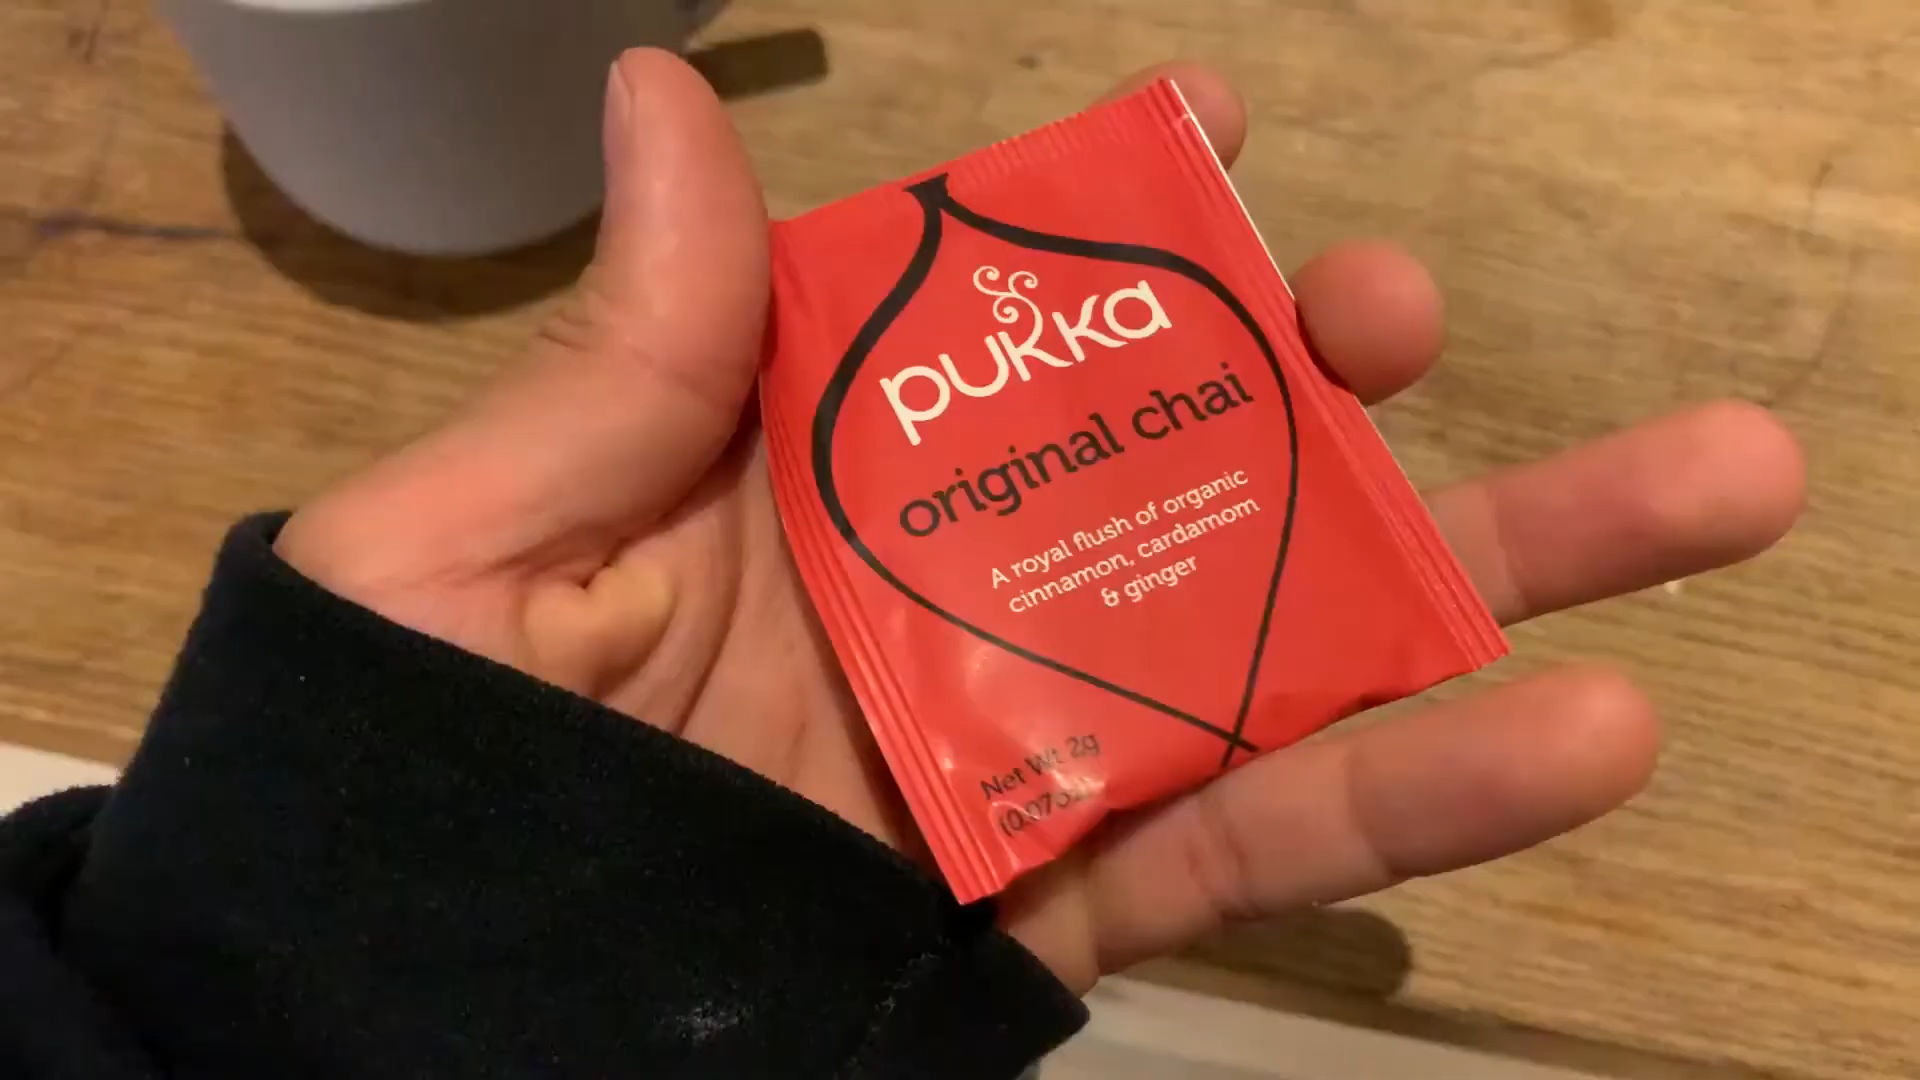 pukka
original chai
A royal flush of organic
cinnamon, cardamom
& ginger
Net Wt 2g